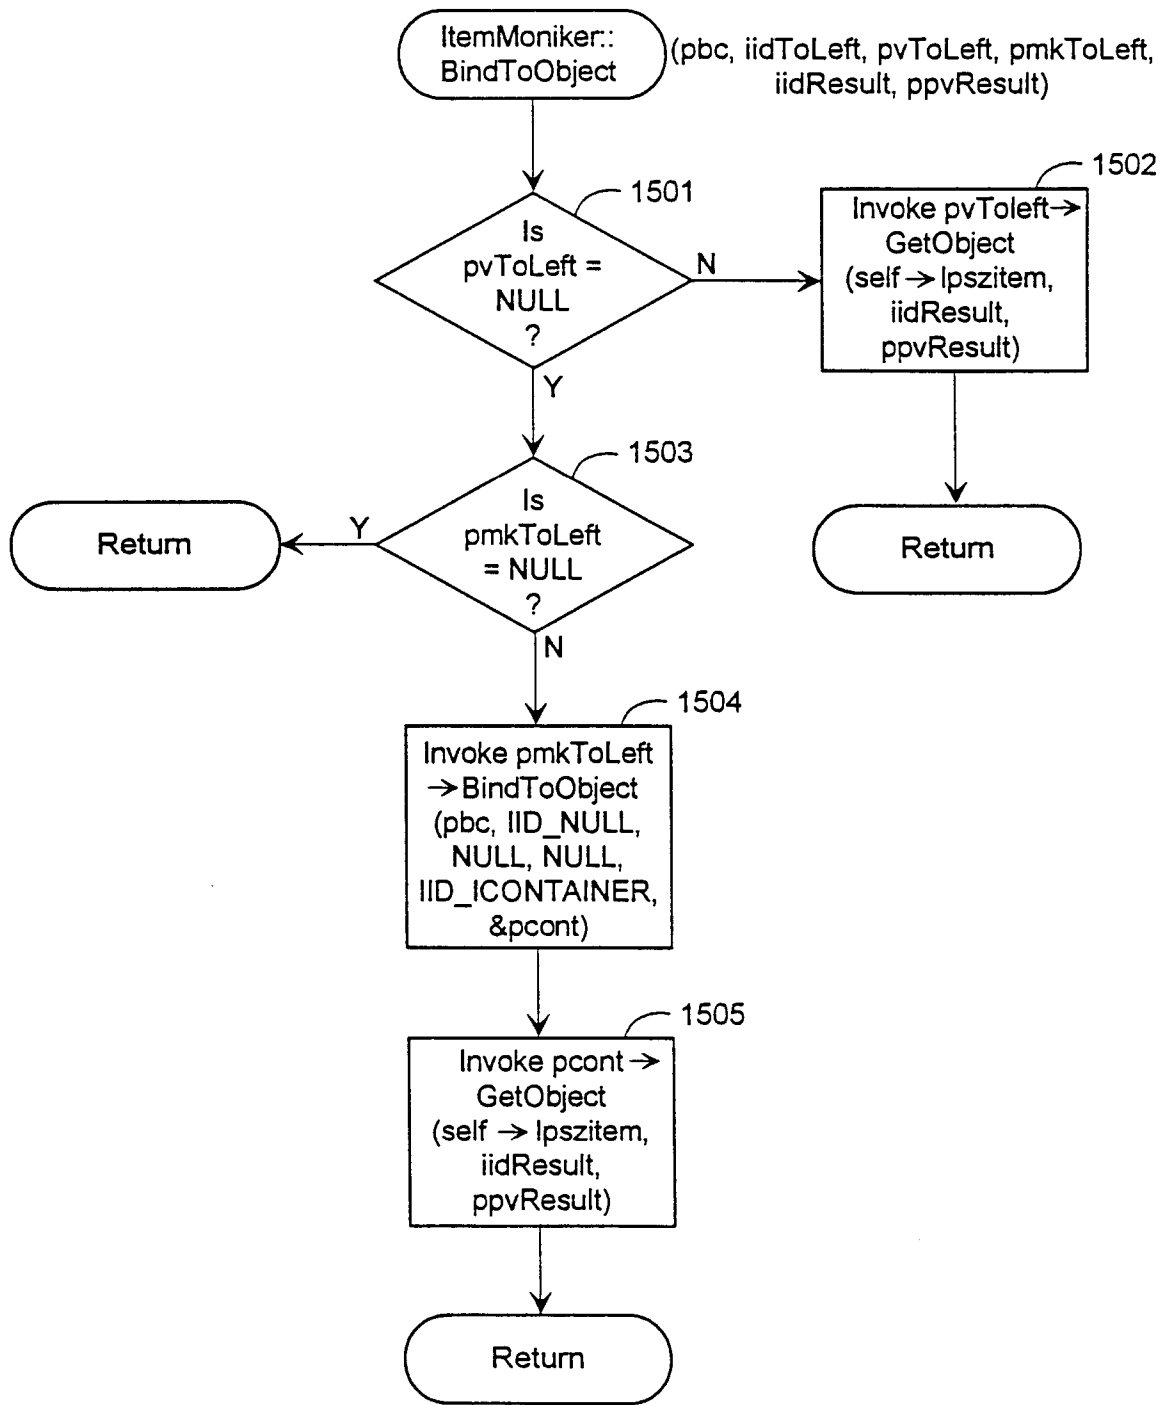 ItemMoniker::
BindToObject
(pbc, iidToLeft, pvToLeft, pmkToLeft,
iidResult, ppvResult)
1501
Is
pvToLeft =
NULL
?
N
Y
1502
Invoke pvToleft→
GetObject
(self → lpszitem,
iidResult,
ppvResult)
Return
1503
Is
pmkToLeft
= NULL
?
Y
N
Return
1504
Invoke pmkToLeft
→BindToObject
(pbc, IID_NULL,
NULL, NULL,
IID_ICONTAINER,
&pcont)
1505
Invoke pcont→
GetObject
(self → lpszitem,
iidResult,
ppvResult)
Return